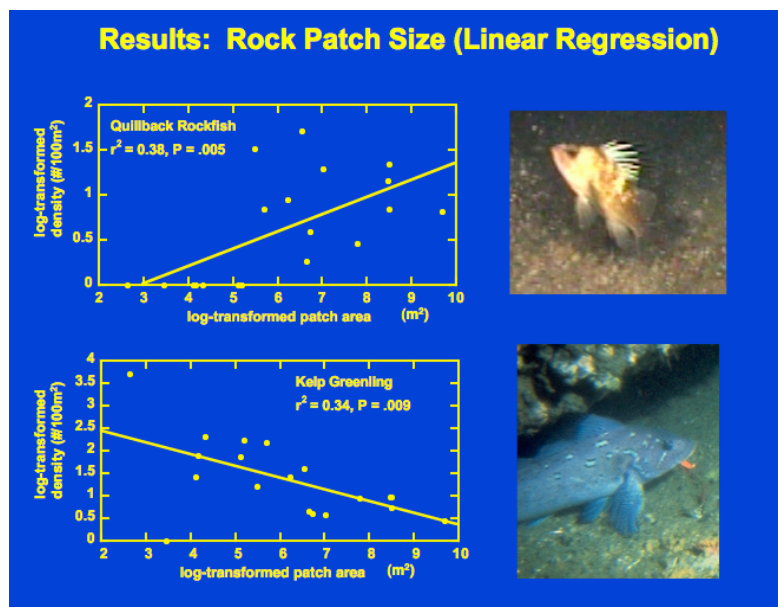 Results: Rock Patch Size (Linear Regression)
2
1.5
1
0.5
0
log-transformed
density (#/100m²)
Quillback Rockfish
r² = 0.38, P = .005
2 3 4 5 6 7 8 9 10
log-transformed patch area (m²)
4
3.5
3
2.5
2
1.5
1
0.5
0
log-transformed
density (#/100m²)
Kelp Greenling
r² = 0.34, P = .009
2 3 4 5 6 7 8 9 10
log-transformed patch area (m²)